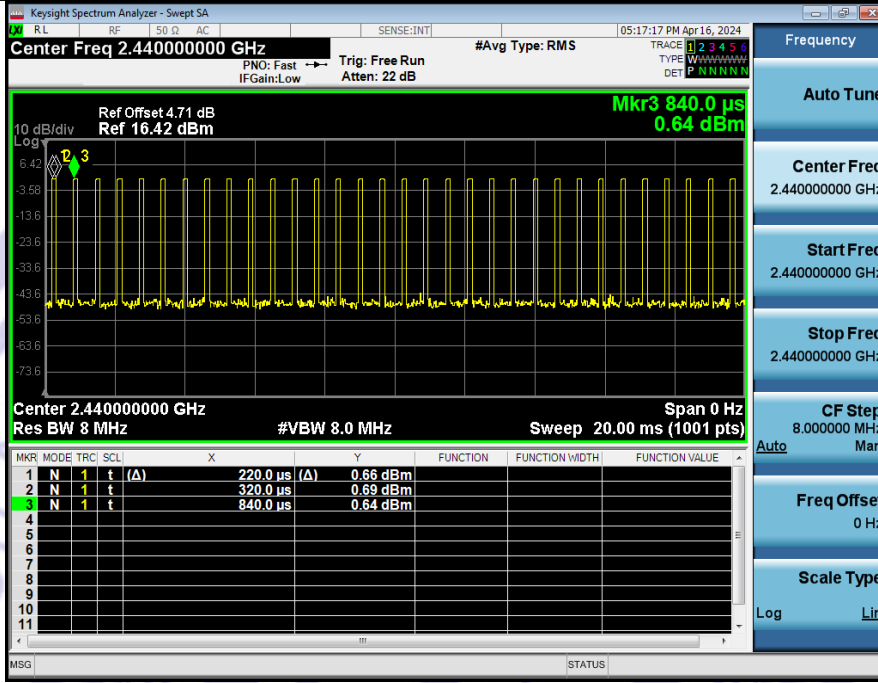 Keysight Spectrum Analyzer - Swept SA
LXI RL RF 50 Ω AC SENSE:INT 05:17:17 PM Apr 16, 2024
Center Freq 2.440000000 GHz #Avg Type: RMS TRACE 1 2 3 4 5 6
PNO: Fast Trig: Free Run TYPE WWWWWW
IFGain:Low Atten: 22 dB DET P N N N N N
Ref Offset 4.71 dB Mkr3 840.0 µs
10 dB/div Ref 16.42 dBm 0.64 dBm
Log
1 2 3
6.42
-3.58
-13.6
-23.6
-33.6
-43.6
-53.6
-63.6
-73.6
Center 2.440000000 GHz Span 0 Hz
Res BW 8 MHz #VBW 8.0 MHz Sweep 20.00 ms (1001 pts)
MKR MODE TRC SCL X Y FUNCTION FUNCTION WIDTH FUNCTION VALUE
1 N 1 t (Δ) 220.0 µs (Δ) 0.66 dBm
2 N 1 t 320.0 µs 0.69 dBm
3 N 1 t 840.0 µs 0.64 dBm
4
5
6
7
8
9
10
11
MSG STATUS
Frequency
Auto Tune
Center Freq
2.440000000 GHz
Start Freq
2.440000000 GHz
Stop Freq
2.440000000 GHz
CF Step
8.000000 MHz
Auto Man
Freq Offset
0 Hz
Scale Type
Log Lin